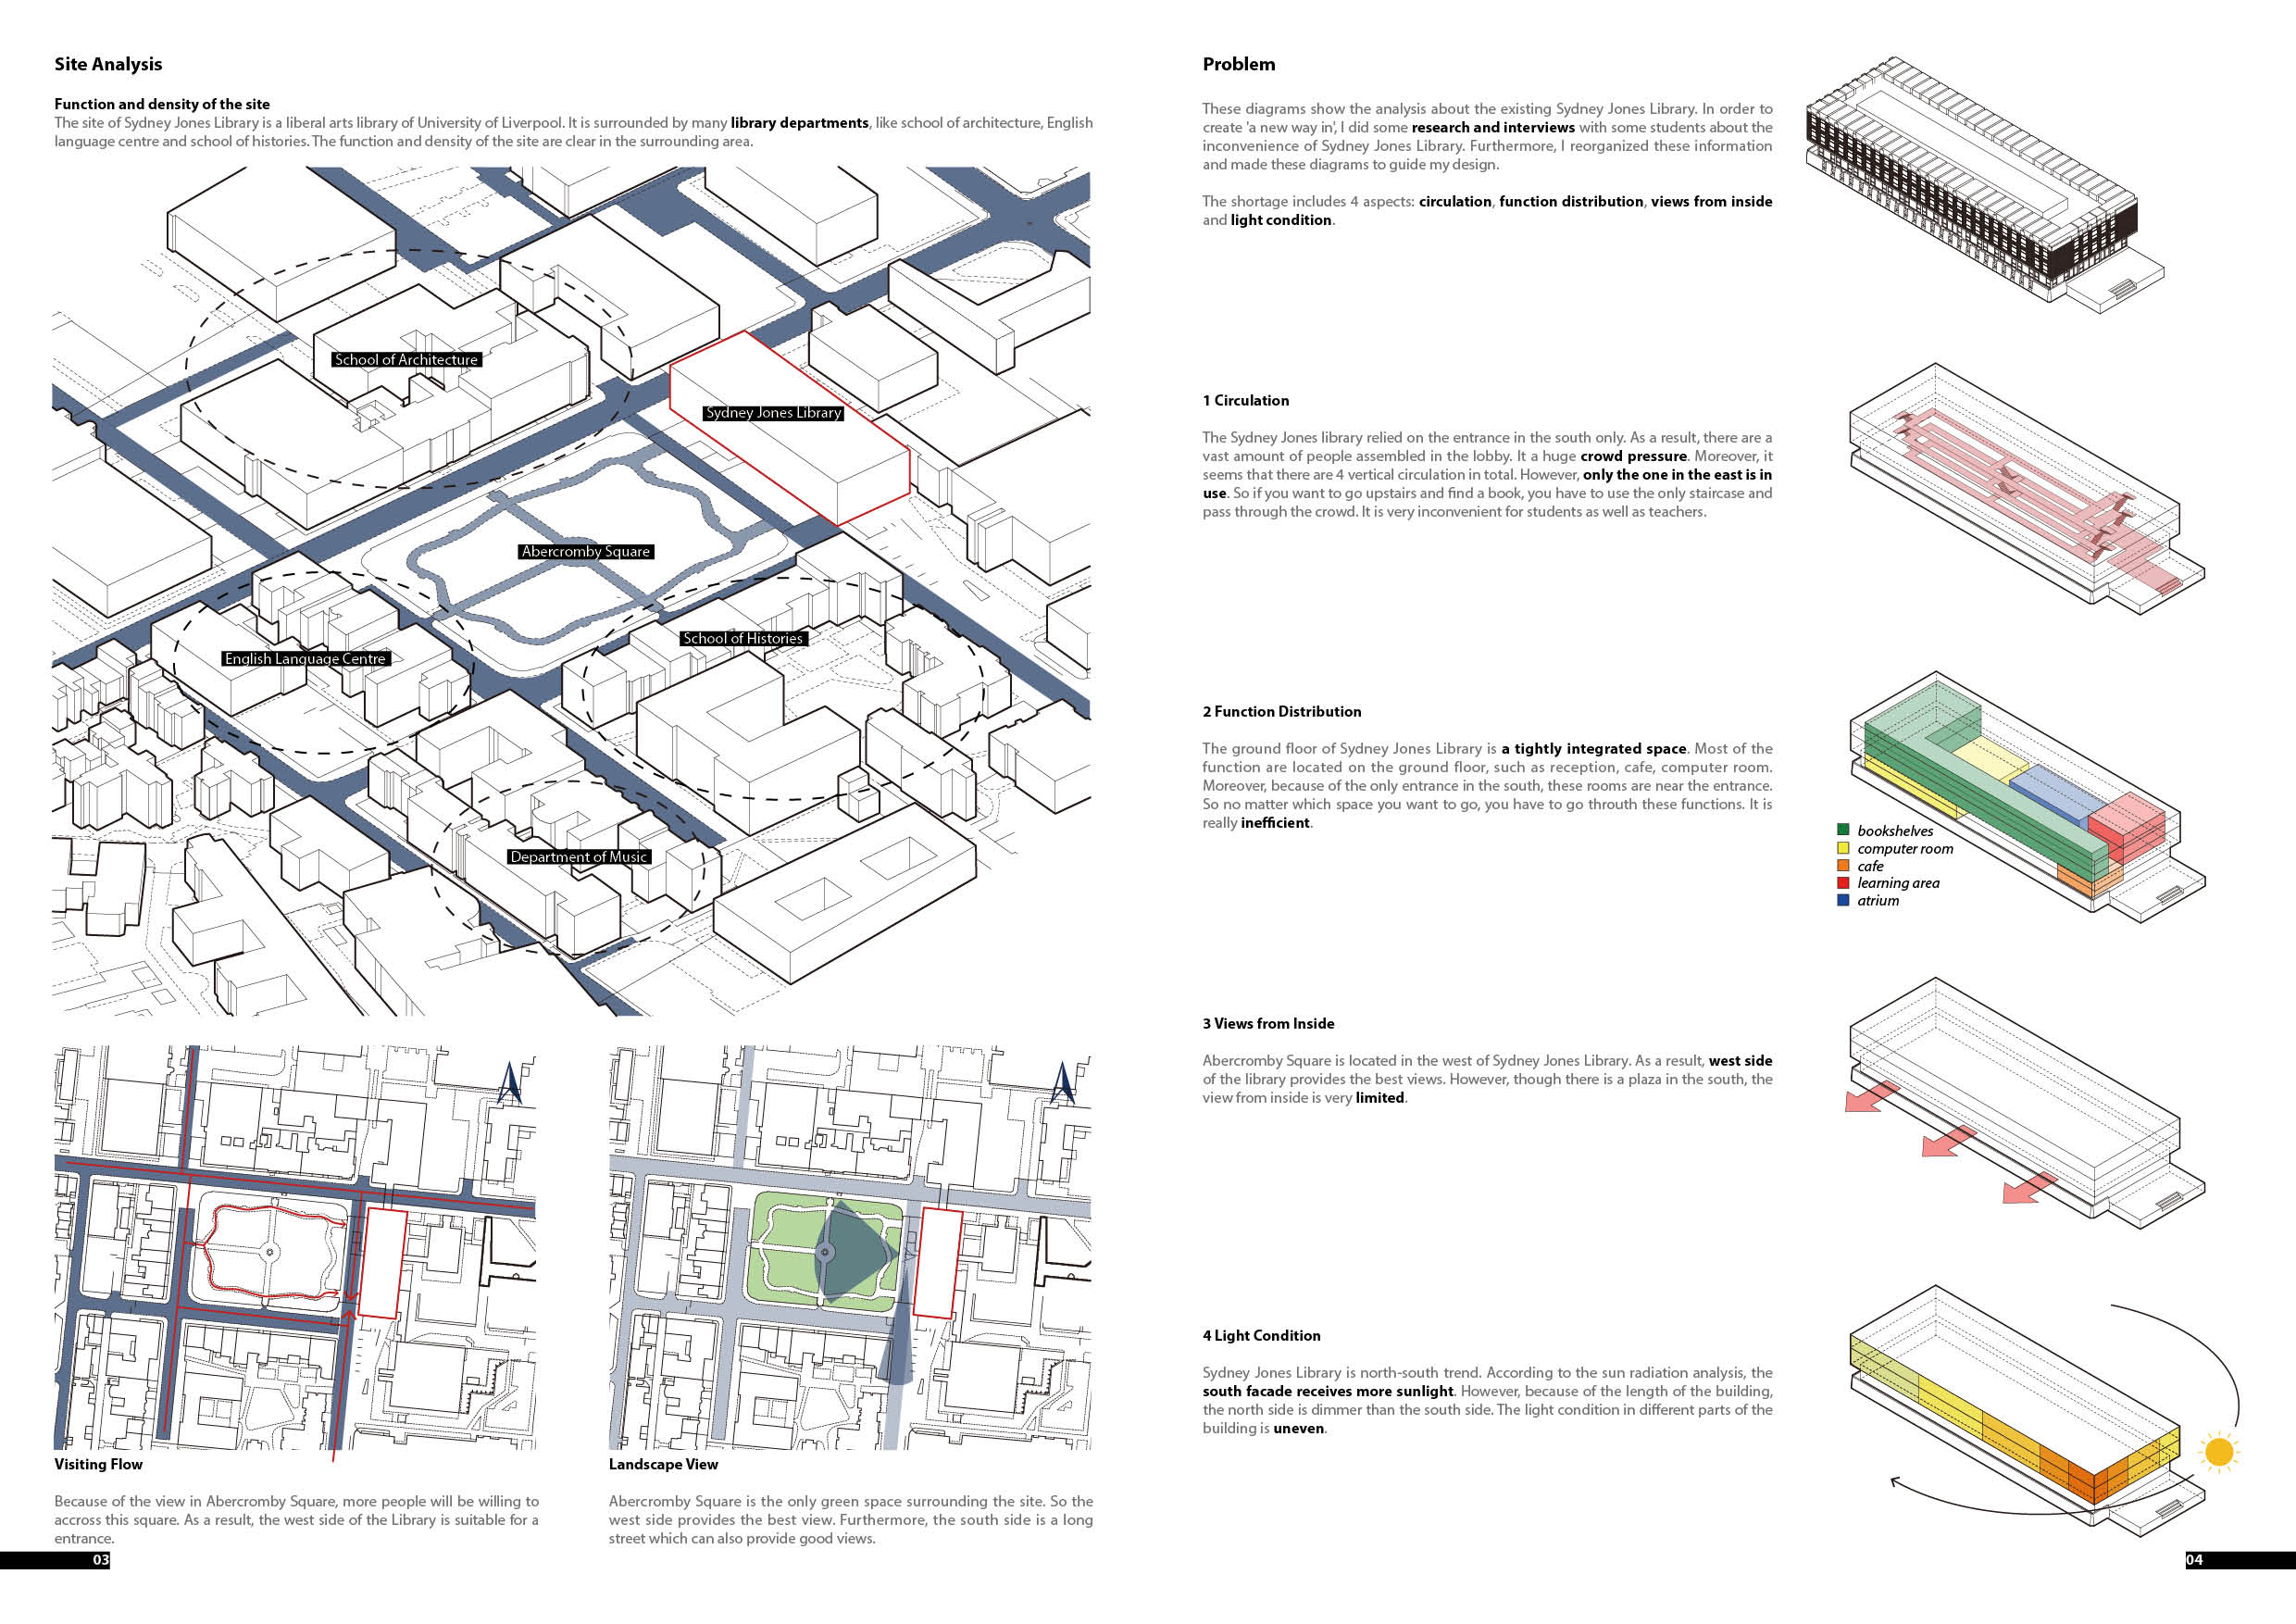 Site Analysis
Function and density of the site
The site of Sydney Jones Library is a liberal arts library of University of Liverpool. It is surrounded by many library departments, like school of architecture, English
language centre and school of histories. The function and density of the site are clear in the surrounding area.
School of Architecture
Sydney Jones Library
Abercromby Square
School of Histories
English Language Centre
Department of Music
Visiting Flow
Because of the view in Abercromby Square, more people will be willing to
accross this square. As a result, the west side of the Library is suitable for a
entrance.
Landscape View
Abercromby Square is the only green space surrounding the site. So the
west side provides the best view. Furthermore, the south side is a long
street which can also provide good views.
03
Problem
These diagrams show the analysis about the existing Sydney Jones Library. In order to
create 'a new way in', I did some research and interviews with some students about the
inconvenience of Sydney Jones Library. Furthermore, I reorganized these information
and made these diagrams to guide my design.
The shortage includes 4 aspects: circulation, function distribution, views from inside
and light condition.
1 Circulation
The Sydney Jones library relied on the entrance in the south only. As a result, there are a
vast amount of people assembled in the lobby. It a huge crowd pressure. Moreover, it
seems that there are 4 vertical circulation in total. However, only the one in the east is in
use. So if you want to go upstairs and find a book, you have to use the only staircase and
pass through the crowd. It is very inconvenient for students as well as teachers.
2 Function Distribution
The ground floor of Sydney Jones Library is a tightly integrated space. Most of the
function are located on the ground floor, such as reception, cafe, computer room.
Moreover, because of the only entrance in the south, these rooms are near the entrance.
So no matter which space you want to go, you have to go throuth these functions. It is
really inefficient.
bookshelves
computer room
cafe
learning area
atrium
3 Views from Inside
Abercromby Square is located in the west of Sydney Jones Library. As a result, west side
of the library provides the best views. However, though there is a plaza in the south, the
view from inside is very limited.
4 Light Condition
Sydney Jones Library is north-south trend. According to the sun radiation analysis, the
south facade receives more sunlight. However, because of the length of the building,
the north side is dimmer than the south side. The light condition in different parts of the
building is uneven.
04